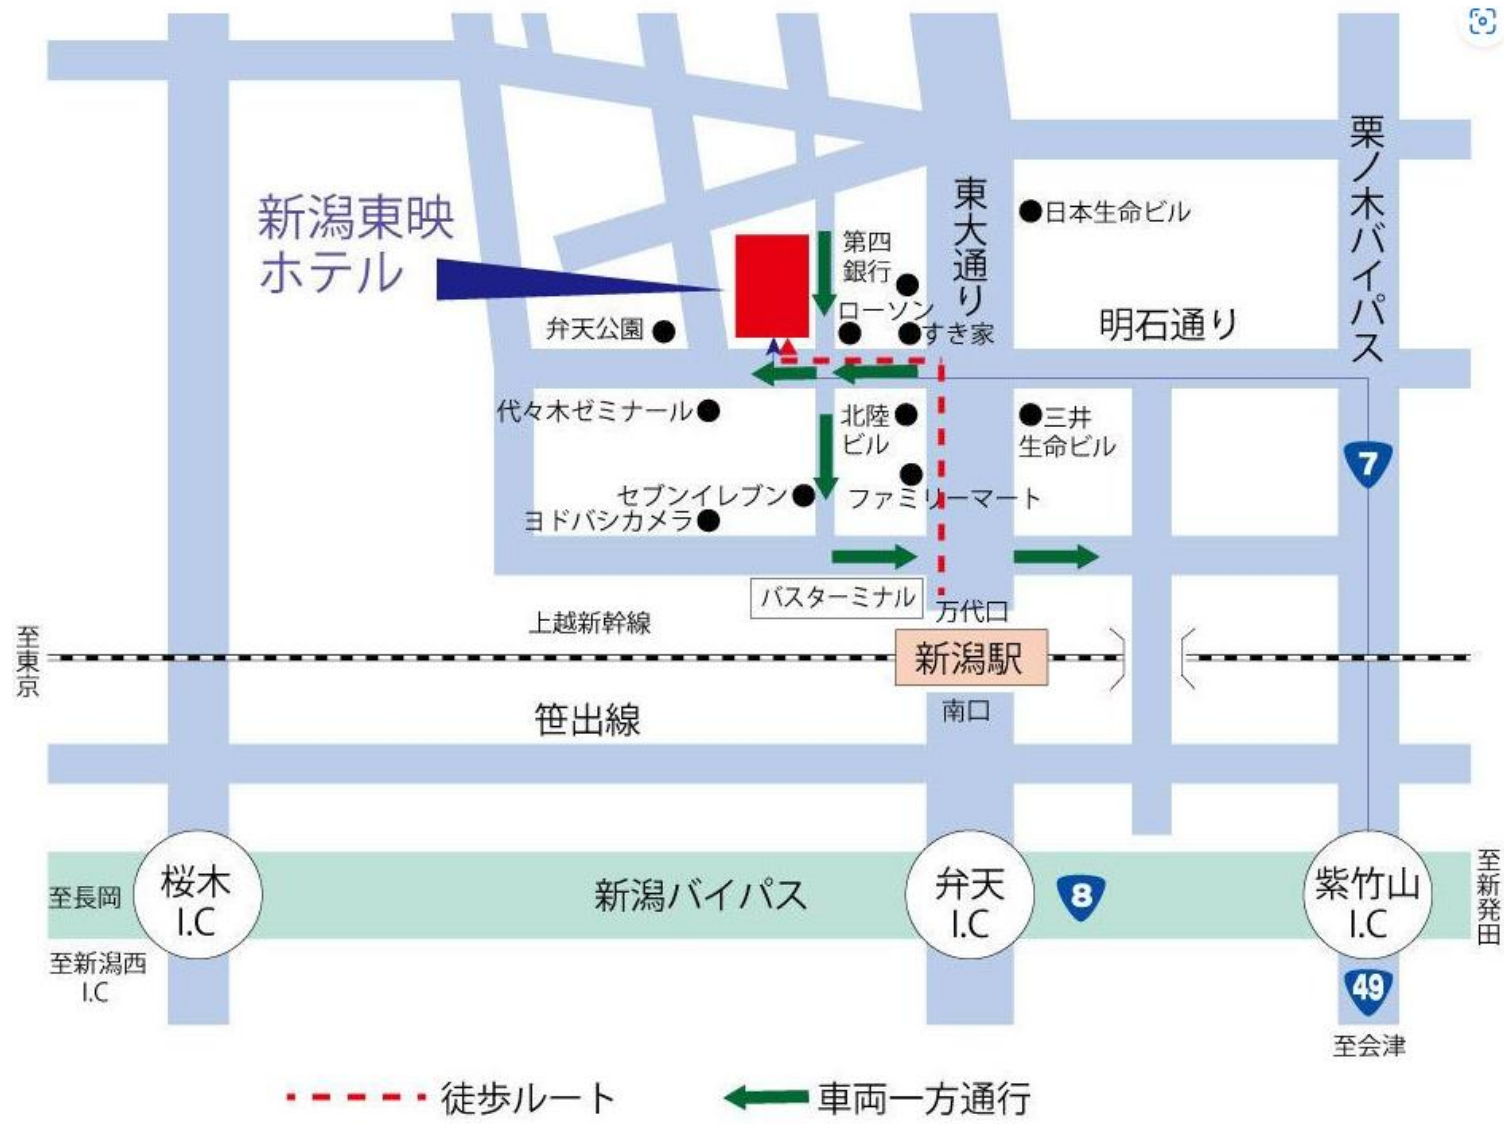 栗ノ木バイパス
東大通り
日本生命ビル
新潟東映
ホテル
第四
銀行
ローソン
すき家
明石通り
弁天公園
代々木ゼミナール
北陸
ビル
三井
生命ビル
7
セブンイレブン
ファミリーマート
ヨドバシカメラ
バスターミナル
万代口
上越新幹線
至東京
新潟駅
南口
笹出線
至長岡
桜木
I.C
新潟バイパス
弁天
I.C
8
紫竹山
I.C
至新発田
至新潟西
I.C
49
至会津
徒歩ルート
車両一方通行